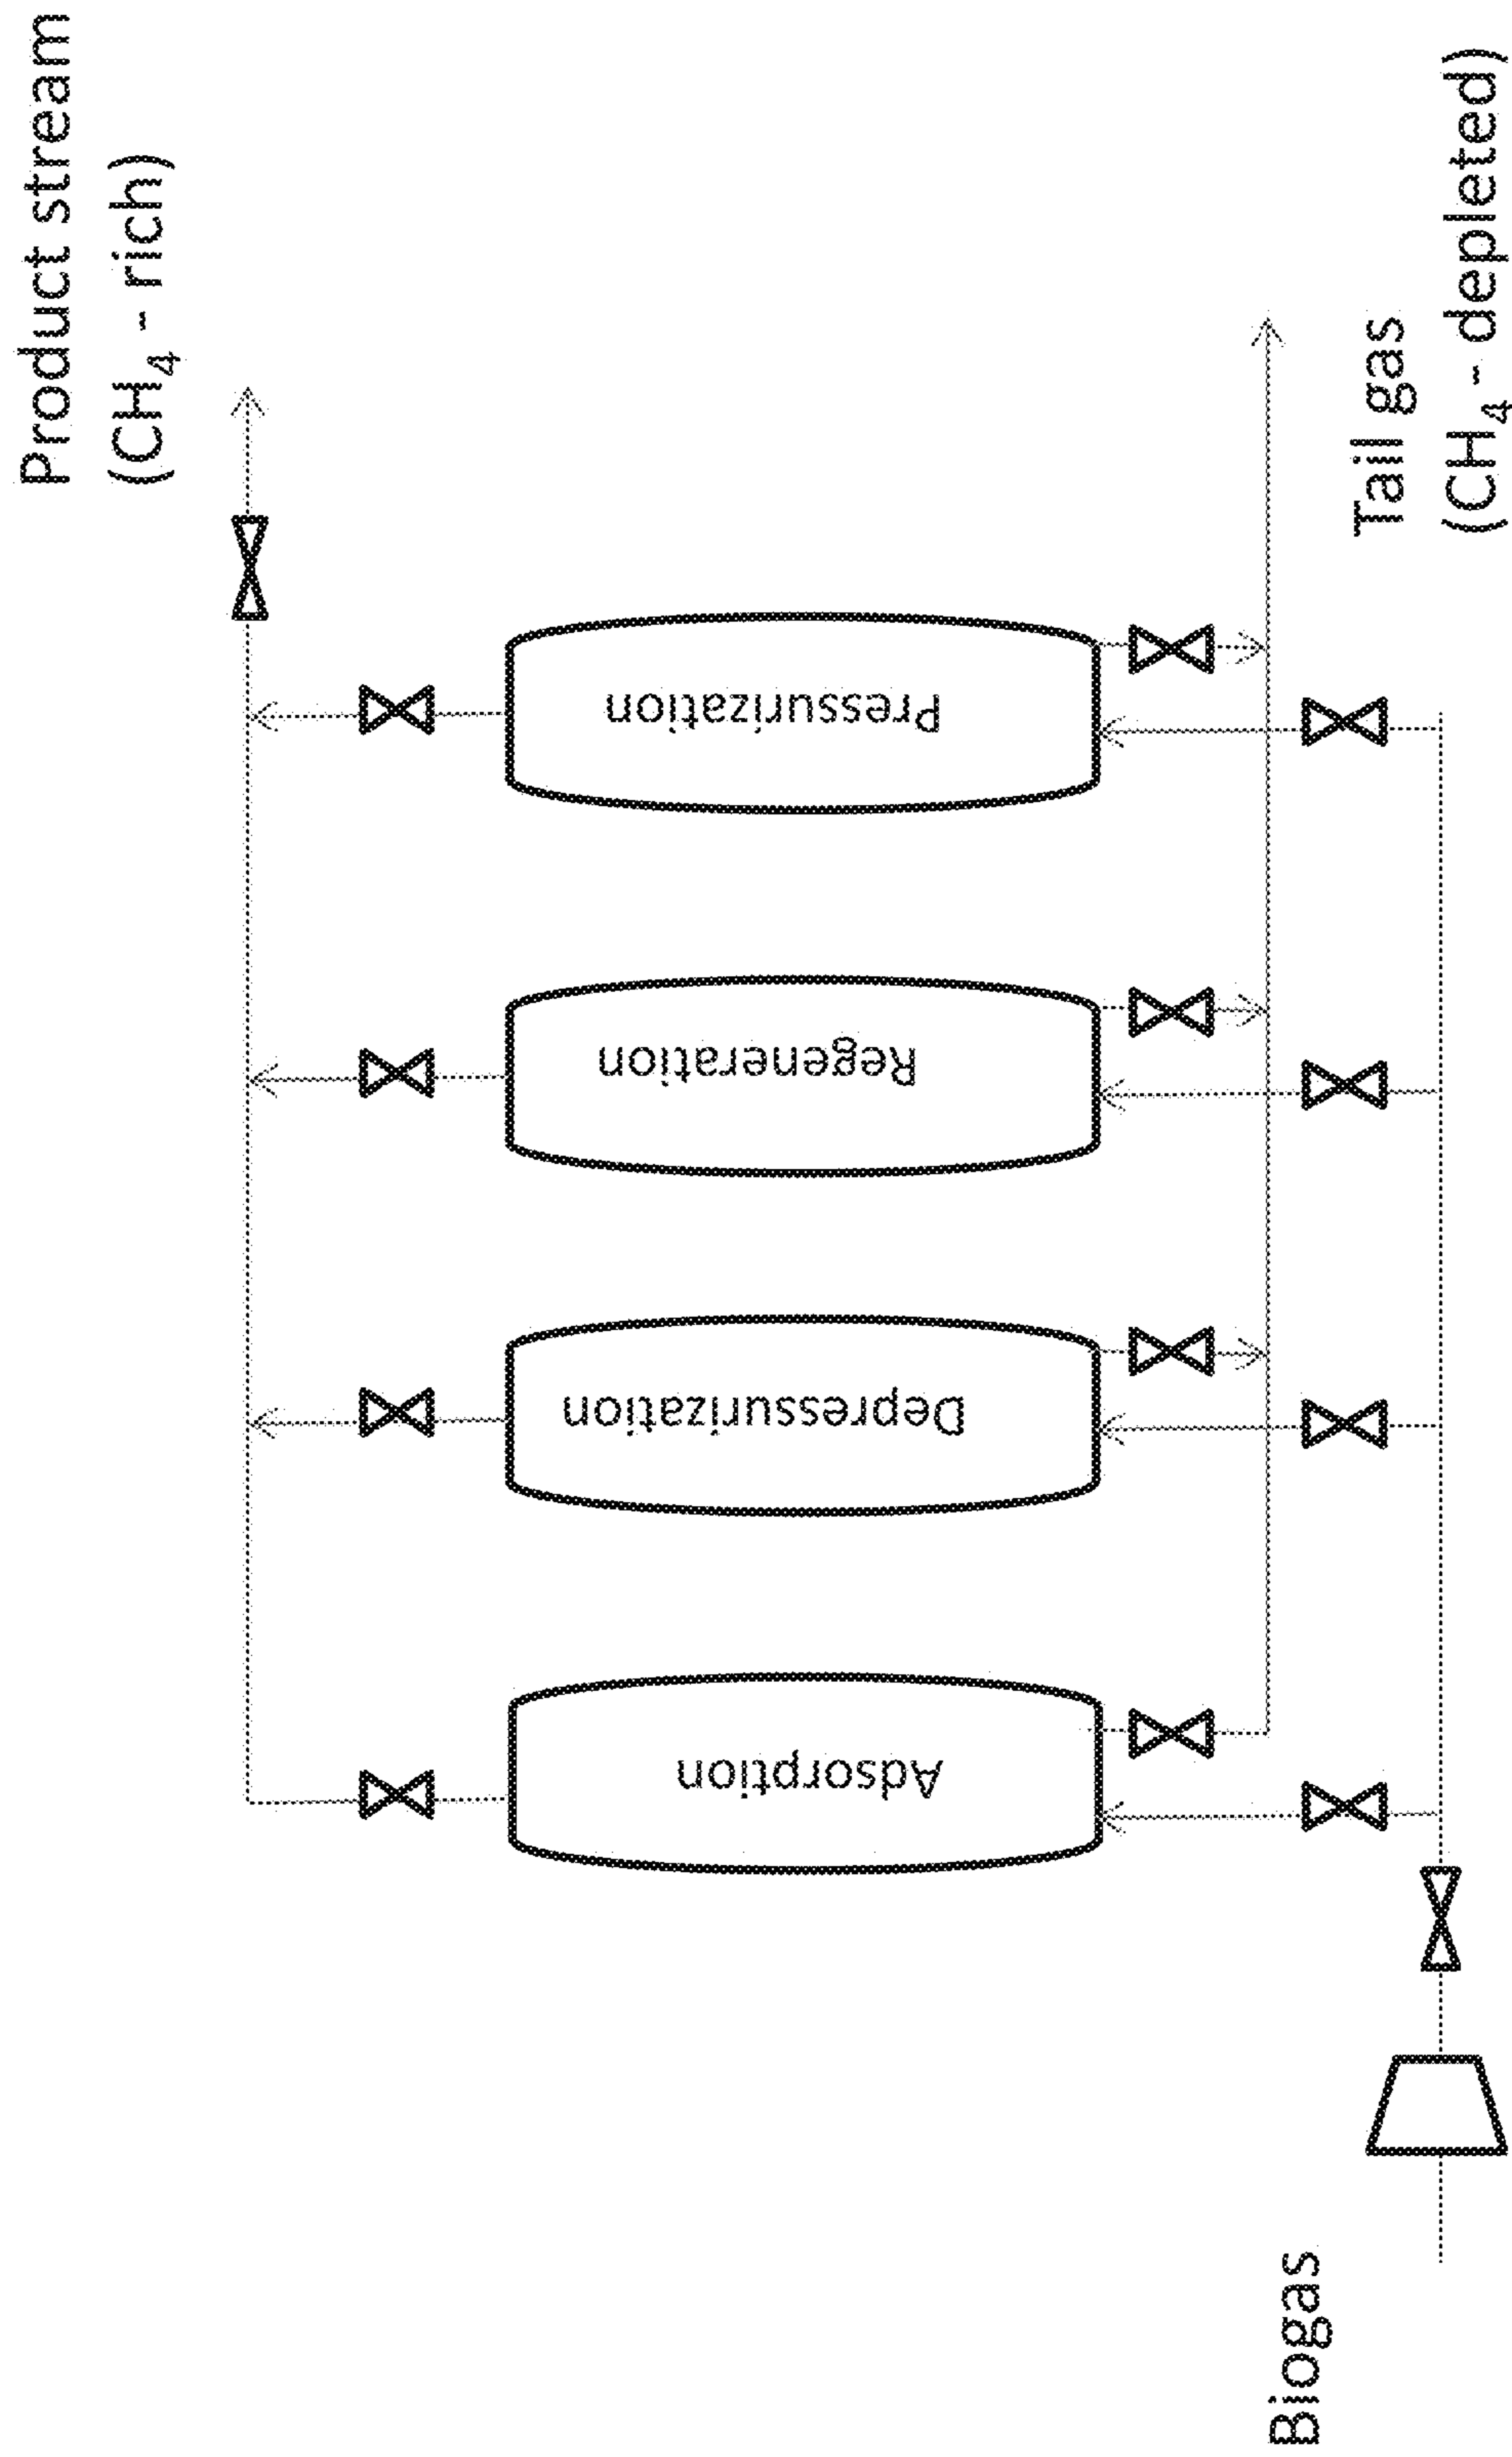 Product stream
(CH₄ - rich)
Adsorption
Depressurization
Regeneration
Pressurization
Biogas
Tail gas
(CH₄ - depleted)